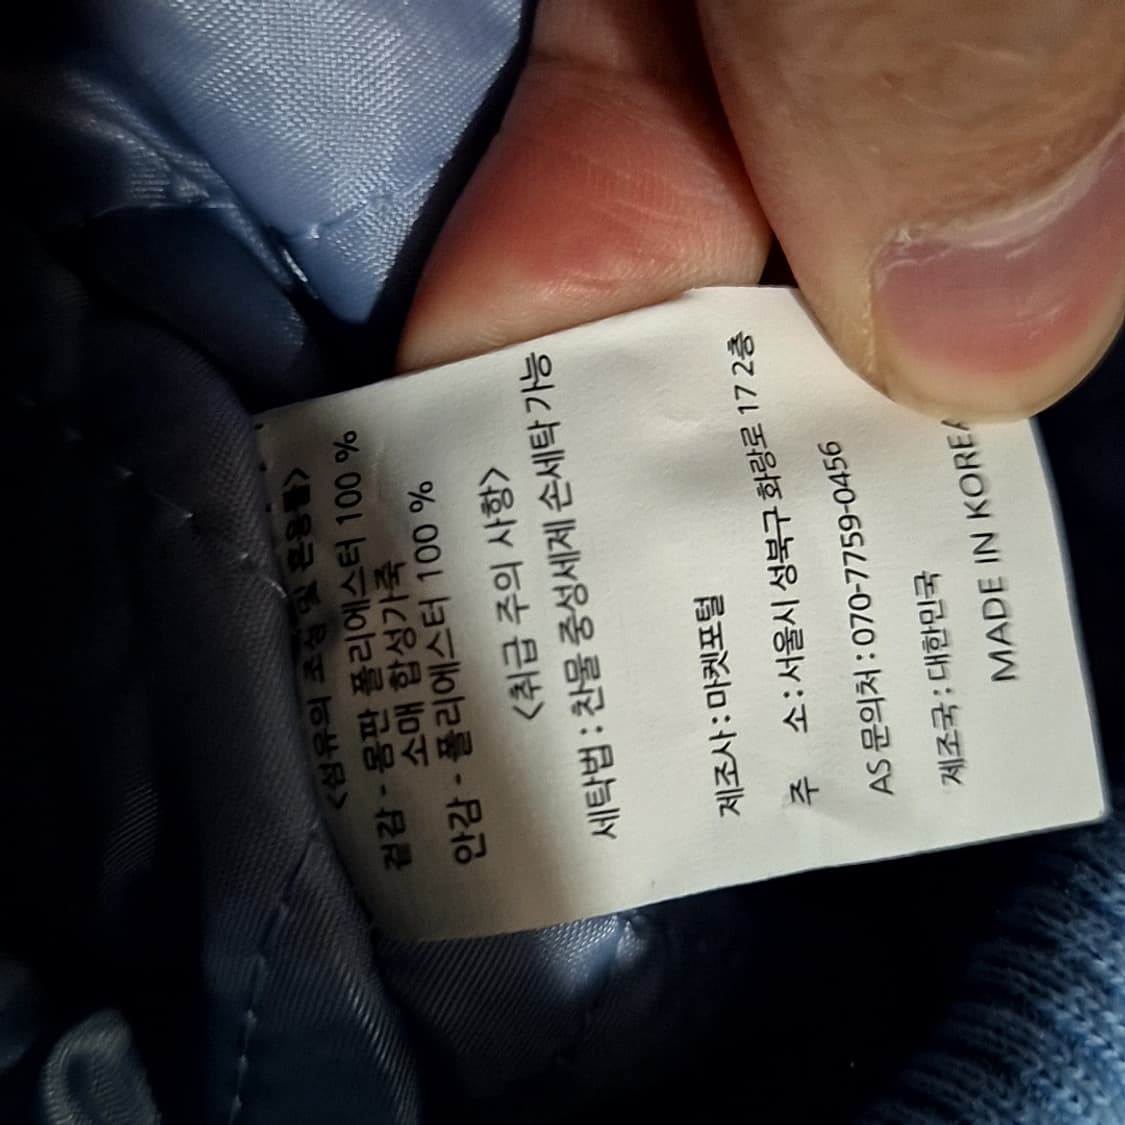 <섬유의 조성 및 혼용률>
겉감 - 몸판 폴리에스터 100 %
소매 합성가죽
안감 - 폴리에스터 100 %
<취급 주의 사항>
세탁법 : 찬물 중성세제 손세탁 가능
제조사 : 마켓포털
주 소 : 서울시 성북구 화랑로 17 2층
AS 문의처 : 070-7759-0456
제조국 : 대한민국
MADE IN KOREA